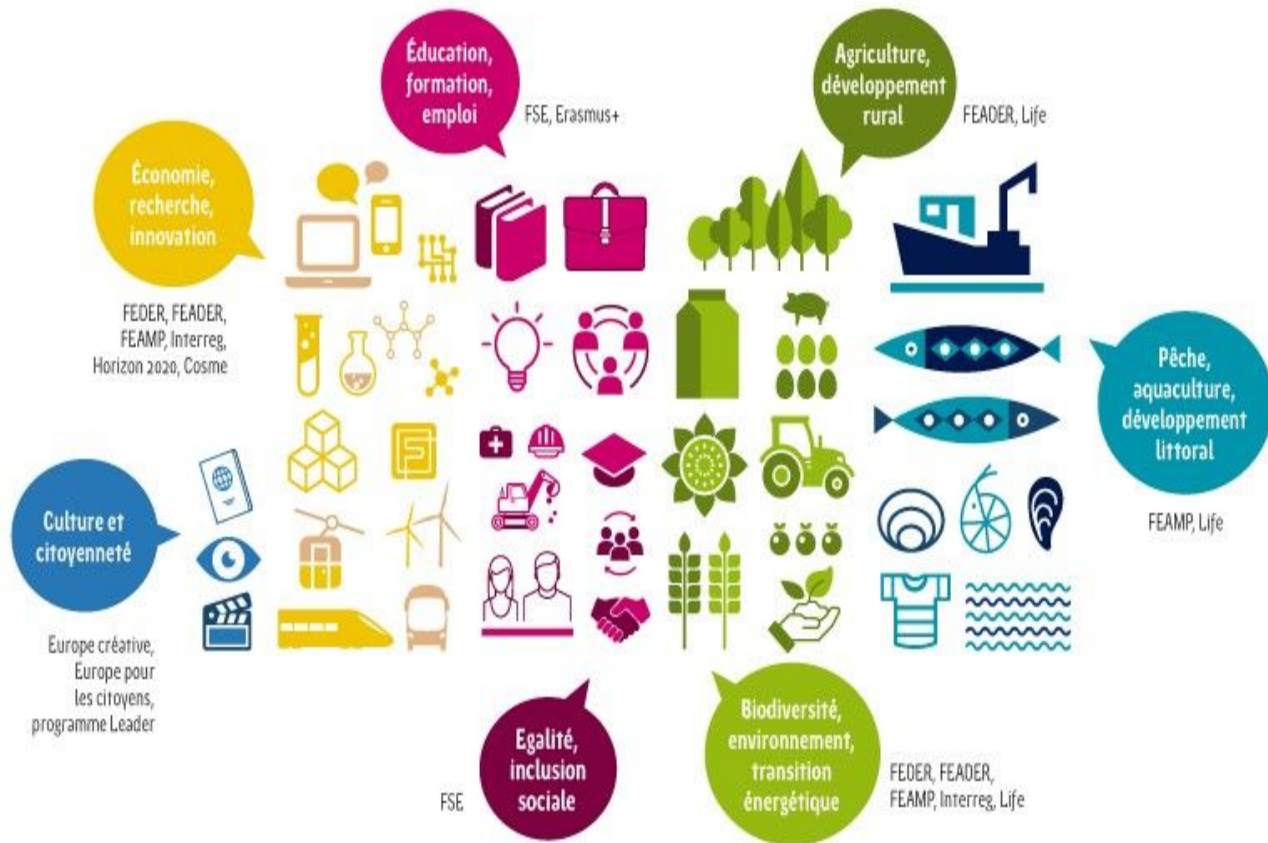 Éducation,
formation,
emploi
FSE, Erasmus+
Agriculture,
développement
rural
FEADER, Life
Économie,
recherche,
innovation
FEDER, FEADER,
FEAMP, Interreg,
Horizon 2020, Cosme
Pêche,
aquaculture,
développement
littoral
FEAMP, Life
Culture et
citoyenneté
Europe créative,
Europe pour
les citoyens,
programme Leader
Egalité,
inclusion
sociale
FSE
Biodiversité,
environnement,
transition
énergétique
FEDER, FEADER,
FEAMP, Interreg, Life